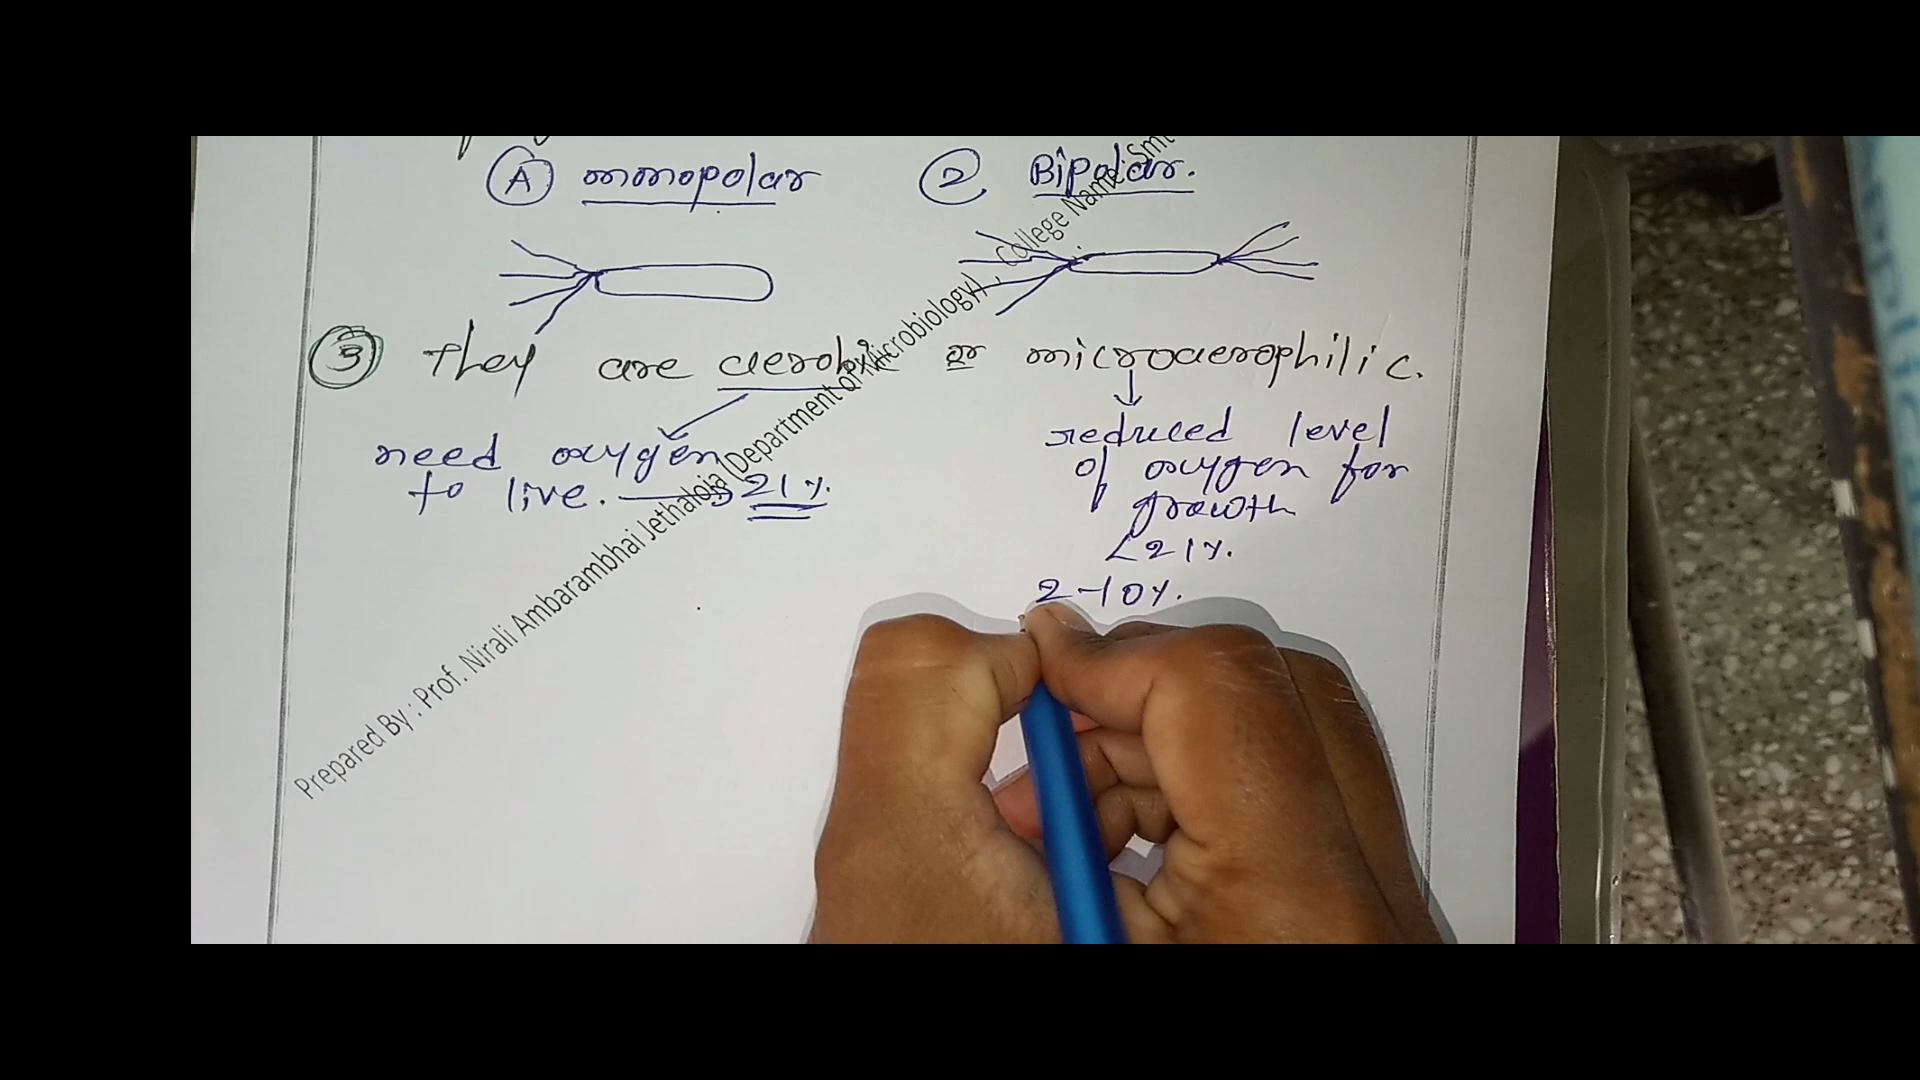 (A) monopolar (2) Bipolar.
(3) They are aerobic or microaerophilic.
need oxygen
to live. → 21%.
↓
reduced level
of oxygen for
growth
<21%.
2-10%.
Prepared By : Prof. Nirali Ambarambhai Jethaloja (Department of Microbiology) , College Name : Smt